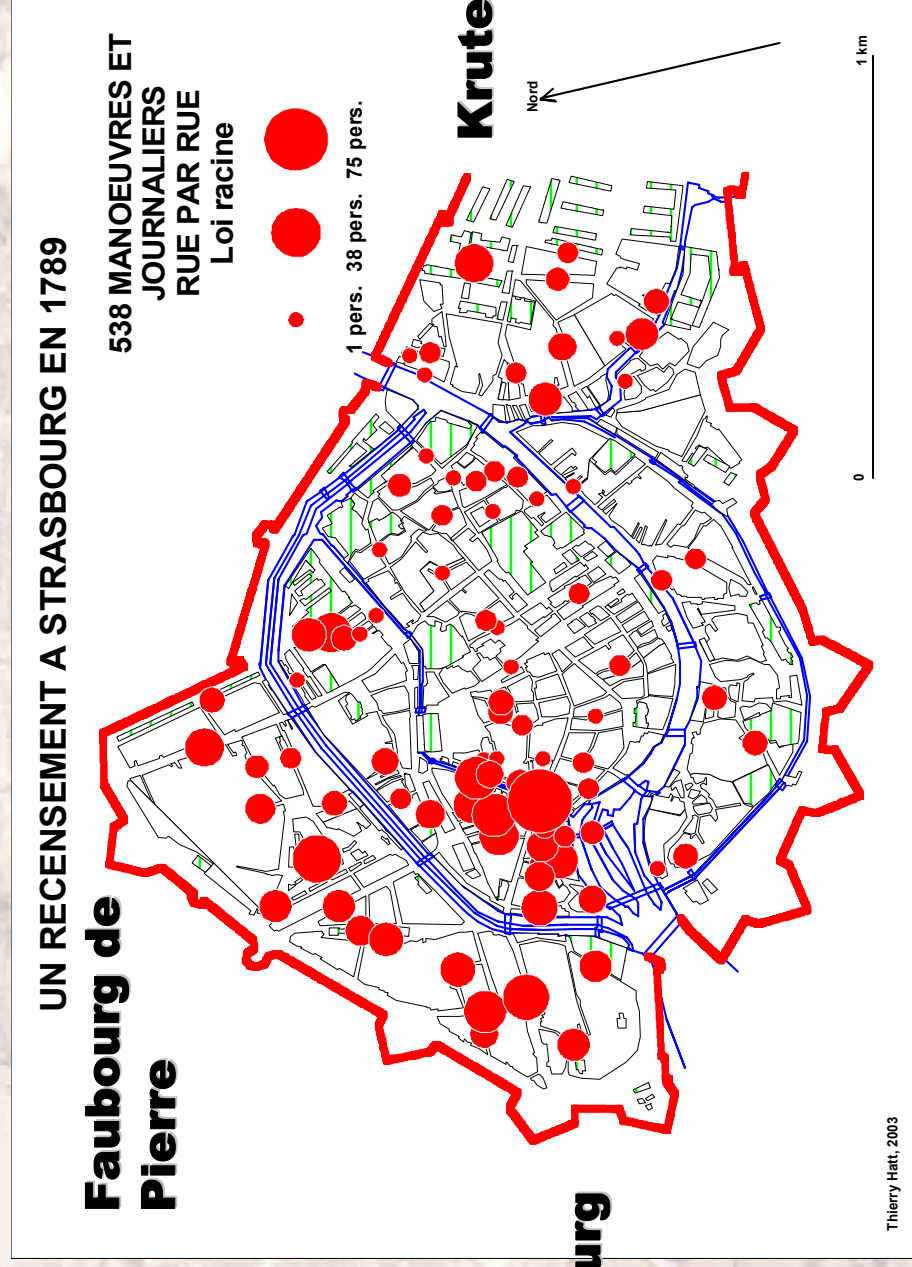 UN RECENSEMENT A STRASBOURG EN 1789
Faubourg de
Pierre
538 MANOEUVRES ET
JOURNALIERS
RUE PAR RUE
Loi racine
1 pers. 38 pers. 75 pers.
Krute
Nord
0
1 km
urg
Thierry Hatt, 2003